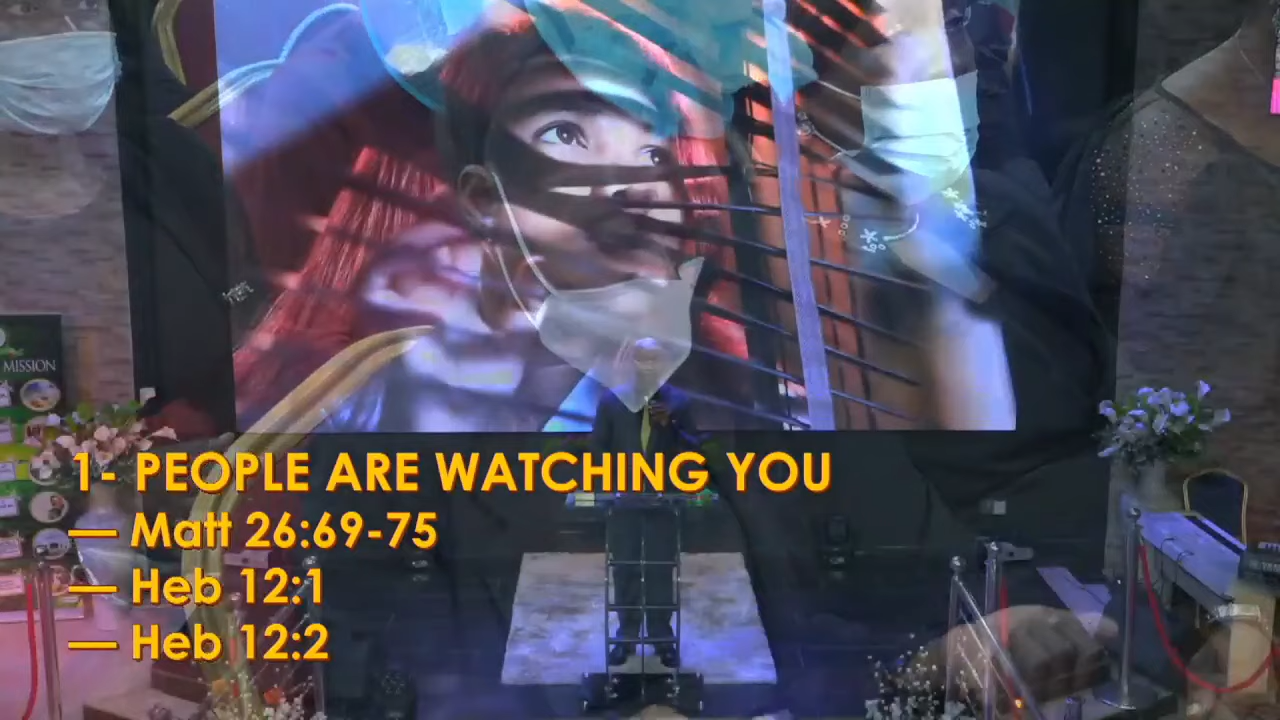 MISSION
1- PEOPLE ARE WATCHING YOU
— Matt 26:69-75
— Heb 12:1
— Heb 12:2